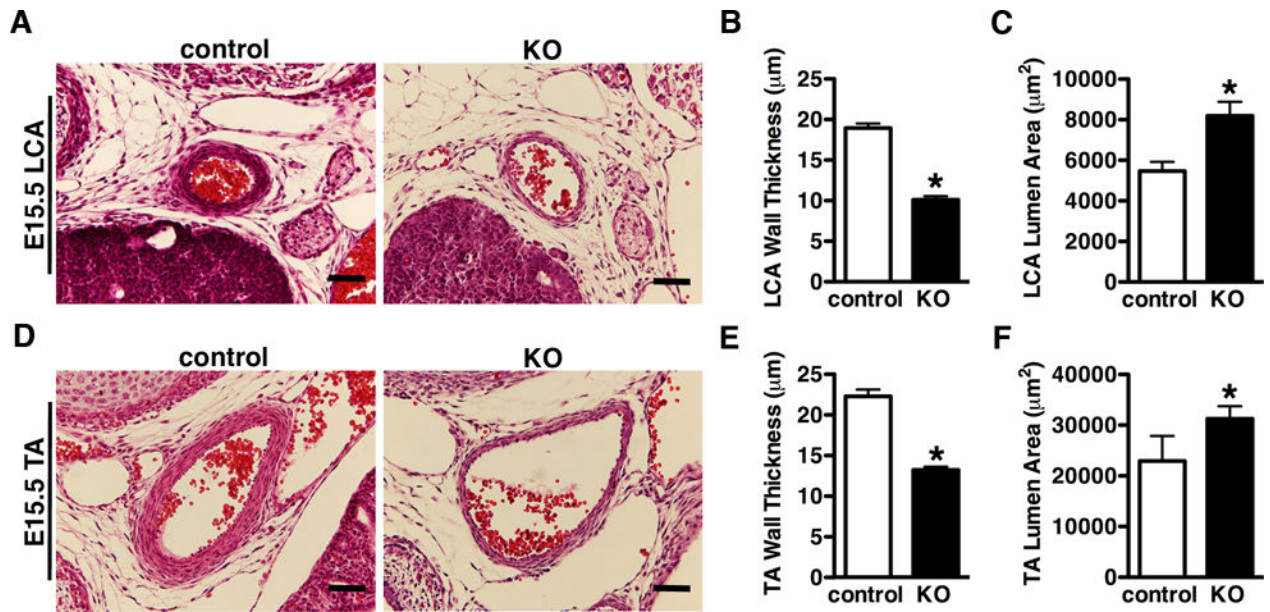 A
control
KO
E15.5 LCA
B
LCA Wall Thickness (μm)
25
20
15
10
5
0
*
control KO
C
LCA Lumen Area (μm²)
10000
8000
6000
4000
2000
0
*
control KO
D
control
KO
E15.5 TA
E
TA Wall Thickness (μm)
25
20
15
10
5
0
*
control KO
F
TA Lumen Area (μm²)
40000
30000
20000
10000
0
*
control KO